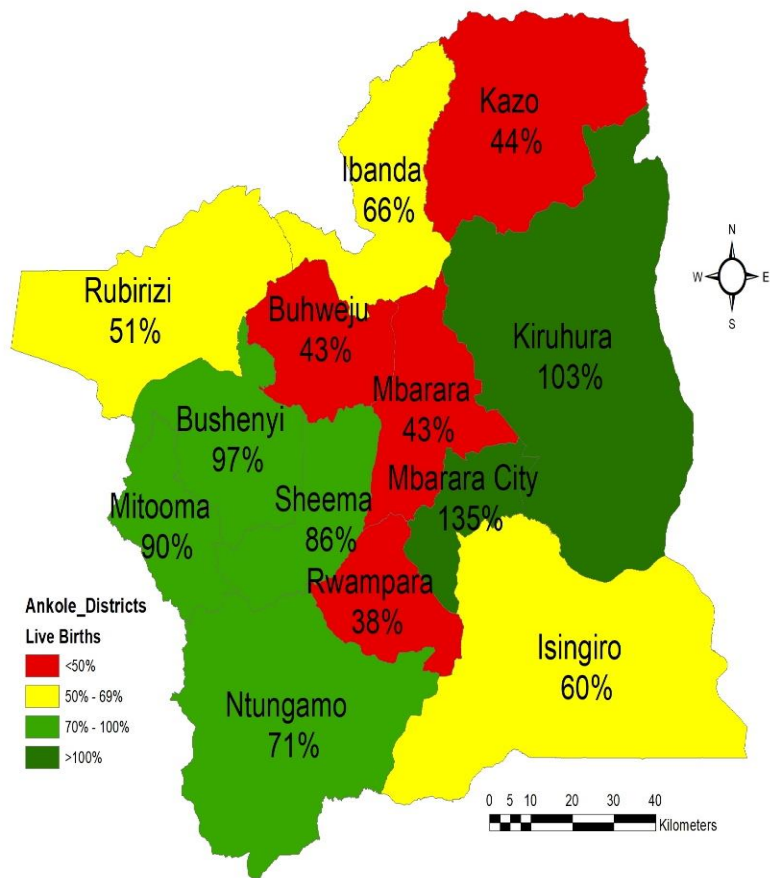 Kazo
44%
Ibanda
66%
N
W E
S
Rubirizi
51%
Buhweju
43%
Kiruhura
103%
Mbarara
43%
Bushenyi
97%
Mbarara City
135%
Sheema
86%
Mitooma
90%
Rwampara
38%
Isingiro
60%
Ntungamo
71%
Ankole_Districts
Live Births
<50%
50% - 69%
70% - 100%
>100%
0 5 10 20 30 40
Kilometers